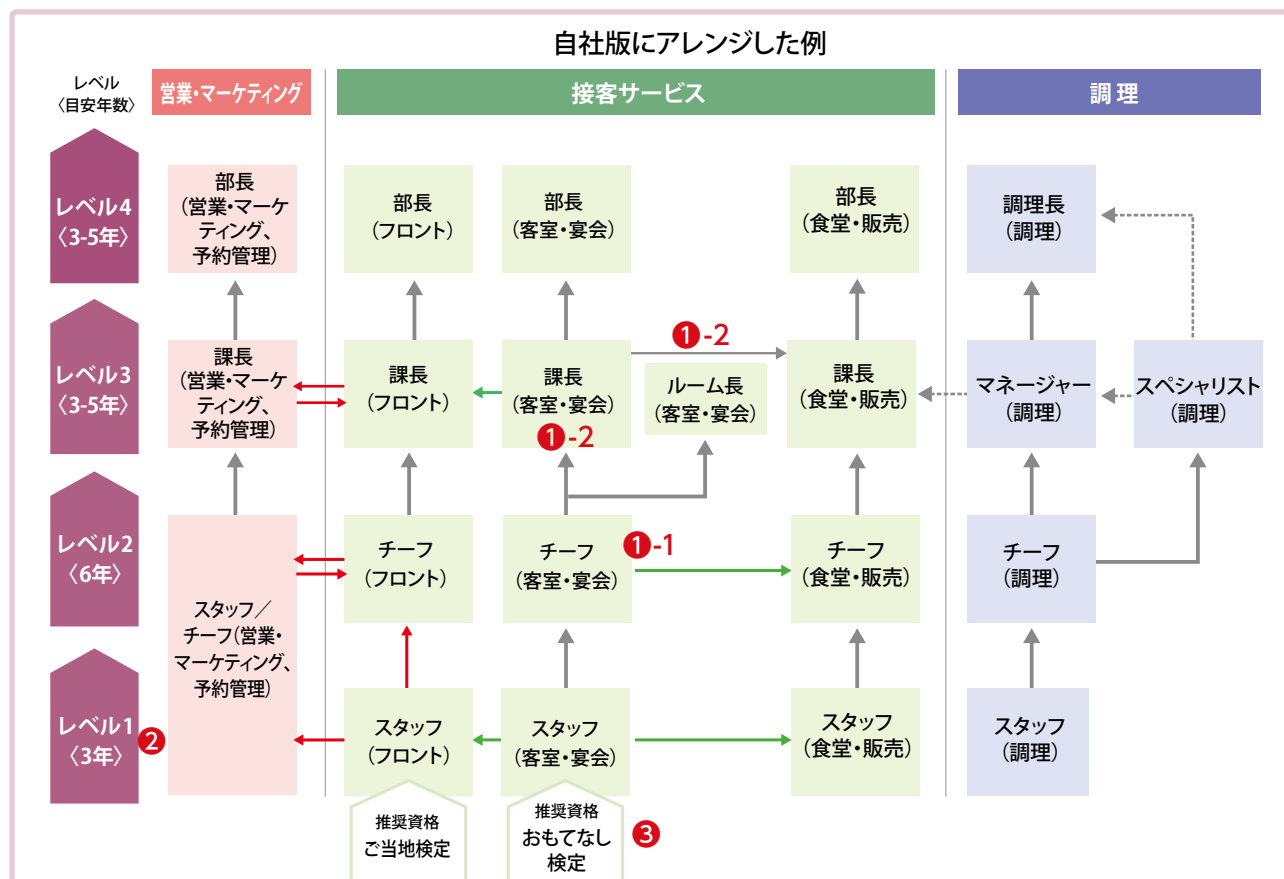 自社版にアレンジした例
レベル
〈目安年数〉
営業・マーケティング
接客サービス
調理
レベル4
〈3-5年〉
部長
(営業・マーケ
ティング、
予約管理)
部長
(フロント)
部長
(客室・宴会)
部長
(食堂・販売)
調理長
(調理)
レベル3
〈3-5年〉
課長
(営業・マーケ
ティング、
予約管理)
課長
(フロント)
課長
(客室・宴会)
❶-2
❶-2
ルーム長
(客室・宴会)
課長
(食堂・販売)
マネージャー
(調理)
スペシャリスト
(調理)
レベル2
〈6年〉
スタッフ／
チーフ(営業・
マーケティング、
予約管理)
チーフ
(フロント)
チーフ
(客室・宴会)
❶-1
チーフ
(食堂・販売)
チーフ
(調理)
レベル1
〈3年〉
❷
スタッフ
(フロント)
スタッフ
(客室・宴会)
スタッフ
(食堂・販売)
スタッフ
(調理)
推奨資格
ご当地検定
推奨資格
おもてなし
検定
❸